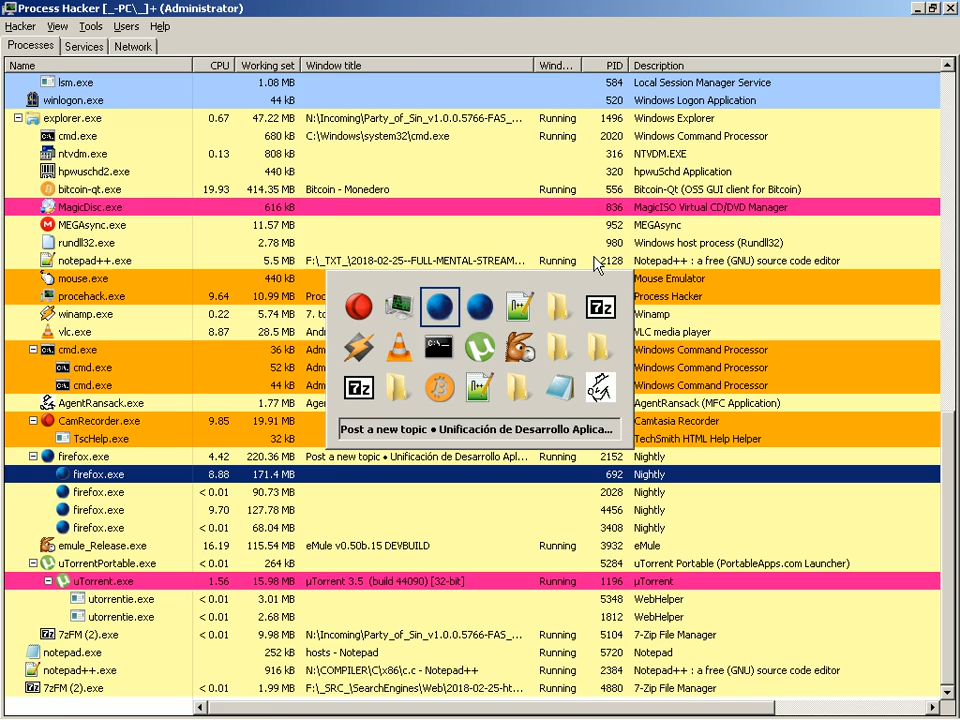 Process Hacker [_-PC\_]+ (Administrator)
Hacker View Tools Users Help
Processes Services Network
Name CPU Working set Window title Wind... PID Description
lsm.exe 1.08 MB 584 Local Session Manager Service
winlogon.exe 44 kB 520 Windows Logon Application
explorer.exe 0.67 47.22 MB N:\Incoming\Party_of_Sin_v1.0.0.5766-FAS_... Running 1496 Windows Explorer
cmd.exe 680 kB C:\Windows\system32\cmd.exe Running 2020 Windows Command Processor
ntvdm.exe 0.13 808 kB 316 NTVDM.EXE
hpwuschd2.exe 440 kB 320 hpwuSchd Application
bitcoin-qt.exe 19.93 414.35 MB Bitcoin - Monedero Running 556 Bitcoin-Qt (OSS GUI client for Bitcoin)
MagicDisc.exe 616 kB 836 MagicISO Virtual CD/DVD Manager
MEGAsync.exe 11.57 MB 952 MEGAsync
rundll32.exe 2.78 MB 980 Windows host process (Rundll32)
notepad++.exe 5.5 MB F:\_TXT_\2018-02-25--FULL-MENTAL-STREAM... Running 2128 Notepad++ : a free (GNU) source code editor
mouse.exe 440 kB Mouse Emulator
procehack.exe 9.64 10.99 MB Proc Process Hacker
winamp.exe 0.22 5.74 MB 7. to Winamp
vlc.exe 8.87 28.5 MB And VLC media player
cmd.exe 36 kB Adm Windows Command Processor
cmd.exe 52 kB Adm Windows Command Processor
cmd.exe 44 kB Adm Windows Command Processor
AgentRansack.exe 1.77 MB Age AgentRansack (MFC Application)
CamRecorder.exe 9.85 19.91 MB Camtasia Recorder
TscHelp.exe 32 kB TechSmith HTML Help Helper
Post a new topic • Unificación de Desarrollo Aplica...
firefox.exe 4.42 220.36 MB Post a new topic • Unificación de Desarrollo Apl... Running 2152 Nightly
firefox.exe 8.88 171.4 MB 692 Nightly
firefox.exe < 0.01 90.73 MB 2028 Nightly
firefox.exe 9.70 127.78 MB 4456 Nightly
firefox.exe < 0.01 68.04 MB 3408 Nightly
emule_Release.exe 16.19 115.54 MB eMule v0.50b.15 DEVBUILD Running 3932 eMule
uTorrentPortable.exe < 0.01 264 kB 5284 uTorrent Portable (PortableApps.com Launcher)
uTorrent.exe 1.56 15.98 MB µTorrent 3.5 (build 44090) [32-bit] Running 1196 µTorrent
utorrentie.exe < 0.01 3.01 MB 5348 WebHelper
utorrentie.exe < 0.01 2.68 MB 1812 WebHelper
7zFM (2).exe < 0.01 9.98 MB N:\Incoming\Party_of_Sin_v1.0.0.5766-FAS_... Running 5104 7-Zip File Manager
notepad.exe 252 kB hosts - Notepad Running 5720 Notepad
notepad++.exe 916 kB N:\COMPILER\C\x86\c.c - Notepad++ Running 2384 Notepad++ : a free (GNU) source code editor
7zFM (2).exe < 0.01 1.99 MB F:\_SRC_\SearchEngines\Web\2018-02-25-ht... Running 4880 7-Zip File Manager